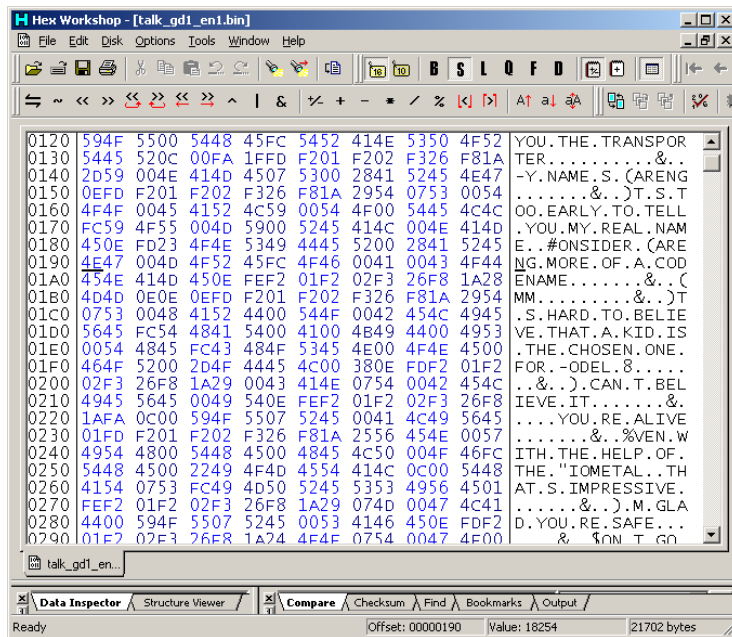 Hex Workshop - [talk_gd1_en1.bin]
File Edit Disk Options Tools Window Help
B S L Q F D
~ << >> ^ | & +/- + - * / %
0120 594F 5500 5448 45FC 5452 414E 5350 4F52 YOU.THE.TRANSPOR
0130 5445 520C 00FA 1FFD F201 F202 F326 F81A TER..........&..
0140 2D59 004E 414D 4507 5300 2841 5245 4E47 -Y.NAME.S.(ARENG
0150 0EFD F201 F202 F326 F81A 2954 0753 0054 .......&..)T.S.T
0160 4F4F 0045 4152 4C59 0054 4F00 5445 4C4C OO.EARLY.TO.TELL
0170 FC59 4F55 004D 5900 5245 414C 004E 414D .YOU.MY.REAL.NAM
0180 450E FD23 4F4E 5349 4445 5200 2841 5245 E..#ONSIDER.(ARE
0190 4E47 004D 4F52 45FC 4F46 0041 0043 4F44 NG.MORE.OF.A.COD
01A0 454E 414D 450E FEF2 01F2 02F3 26F8 1A28 ENAME.......&..(
01B0 4D4D 0E0E 0EFD F201 F202 F326 F81A 2954 MM.........&..)T
01C0 0753 0048 4152 4400 544F 0042 454C 4945 .S.HARD.TO.BELIE
01D0 5645 FC54 4841 5400 4100 4B49 4400 4953 VE.THAT.A.KID.IS
01E0 0054 4845 FC43 484F 5345 4E00 4F4E 4500 .THE.CHOSEN.ONE.
01F0 464F 5200 2D4F 4445 4C00 380E FDF2 01F2 FOR.-ODEL.8.....
0200 02F3 26F8 1A29 0043 414E 0754 0042 454C ..&..).CAN.T.BEL
0210 4945 5645 0049 540E FEF2 01F2 02F3 26F8 IEVE.IT.......&.
0220 1AFA 0C00 594F 5507 5245 0041 4C49 5645 ....YOU.RE.ALIVE
0230 01FD F201 F202 F326 F81A 2556 454E 0057 .......&..%VEN.W
0240 4954 4800 5448 4500 4845 4C50 004F 46FC ITH.THE.HELP.OF.
0250 5448 4500 2249 4F4D 4554 414C 0C00 5448 THE."IOMETAL..TH
0260 4154 0753 FC49 4D50 5245 5353 4956 4501 AT.S.IMPRESSIVE.
0270 FEF2 01F2 02F3 26F8 1A29 074D 0047 4C41 ......&..).M.GLA
0280 4400 594F 5507 5245 0053 4146 450E FDF2 D.YOU.RE.SAFE...
0290 01F2 02F3 26F8 1A24 4F4E 0754 0047 4F00 ....&..$ON.T.GO.
talk_gd1_en...
Data Inspector Structure Viewer Compare Checksum Find Bookmarks Output
Ready Offset: 00000190 Value: 18254 21702 bytes